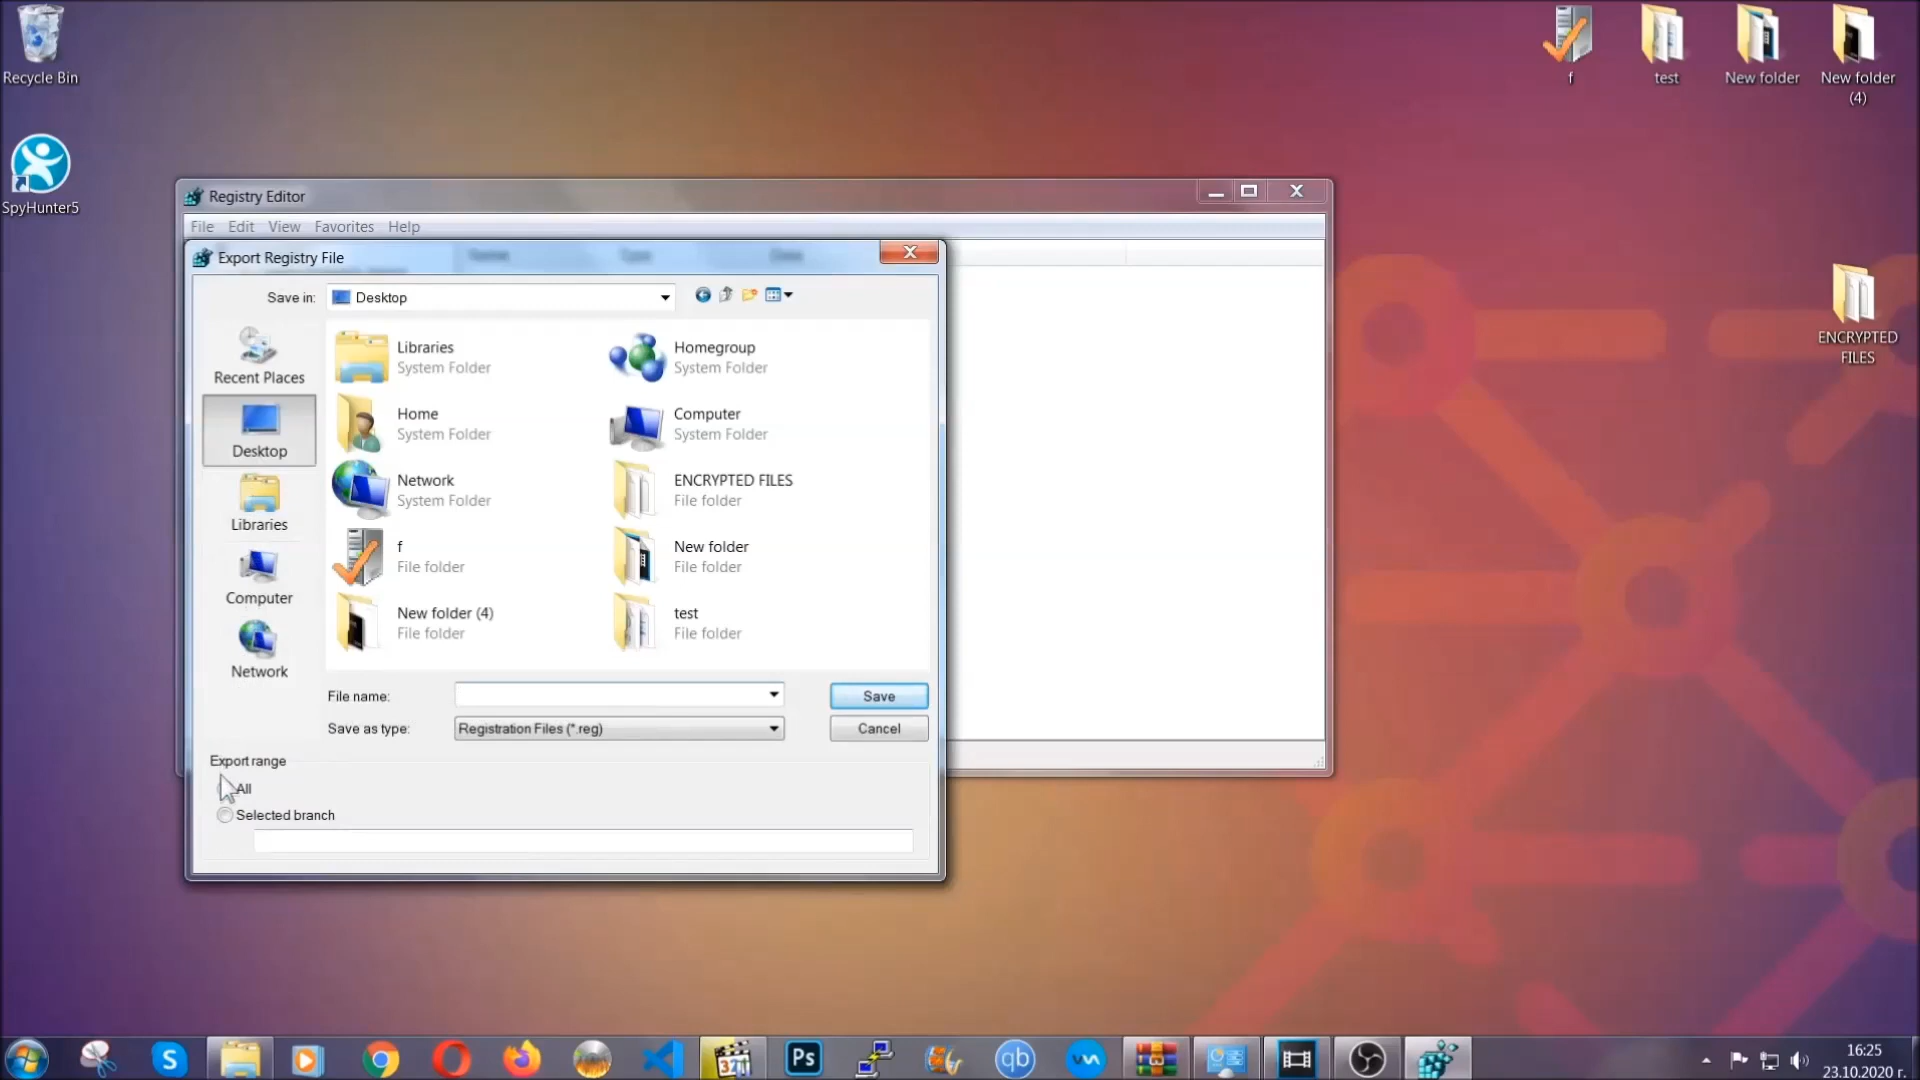 Recycle Bin
SpyHunter5
f
test
New folder
New folder
(4)
ENCRYPTED
FILES
Registry Editor
File Edit View Favorites Help
Export Registry File
Save in:
Desktop
Recent Places
Desktop
Libraries
Computer
Network
Libraries
System Folder
Homegroup
System Folder
Home
System Folder
Computer
System Folder
Network
System Folder
ENCRYPTED FILES
File folder
f
File folder
New folder
File folder
New folder (4)
File folder
test
File folder
File name:
Save
Save as type:
Registration Files (*.reg)
Cancel
Export range
All
Selected branch
S
321
Ps
qb
16:25
23.10.2020 г.